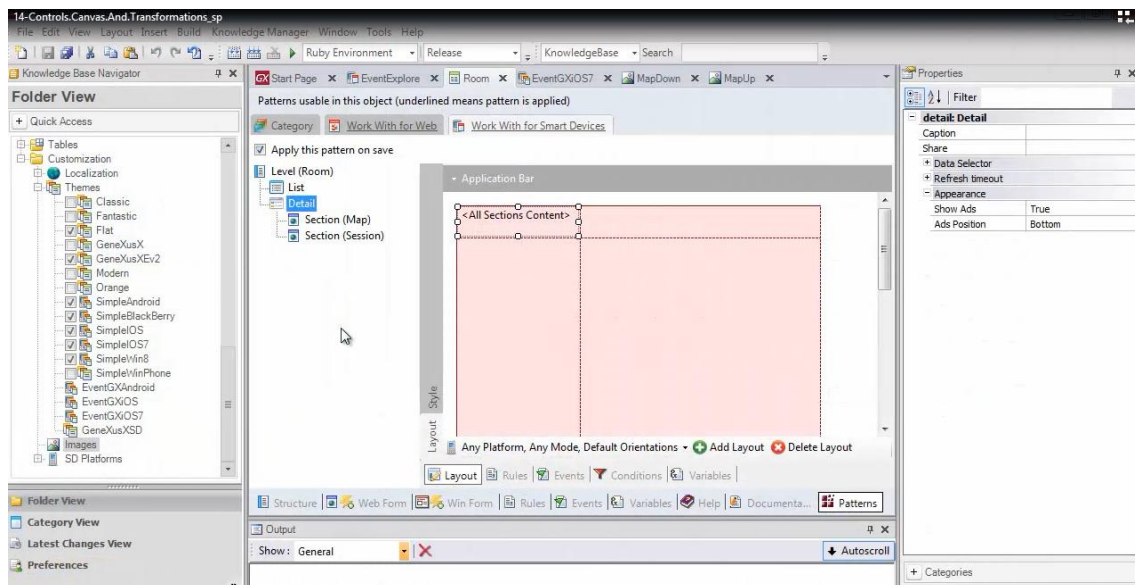 14-Controls.Canvas.And.Transformations_sp
File Edit View Layout Insert Build Knowledge Manager Window Tools Help
Ruby Environment Release KnowledgeBase Search
Knowledge Base Navigator
Folder View
Quick Access
Tables
Customization
Localization
Themes
Classic
Fantastic
Flat
GeneXusX
GeneXusXEv2
Modern
Orange
SimpleAndroid
SimpleBlackBerry
SimpleIOS
SimpleIOS7
SimpleWin8
SimpleWinPhone
EventGXAndroid
EventGXiOS
EventGXiOS7
GeneXusXSD
Images
SD Platforms
Folder View
Category View
Latest Changes View
Preferences
GX Start Page EventExplore Room EventGXiOS7 MapDown MapUp
Patterns usable in this object (underlined means pattern is applied)
Category Work With for Web Work With for Smart Devices
Apply this pattern on save
Level (Room)
List
Detail
Section (Map)
Section (Session)
Application Bar
<All Sections Content>
Style
Layout
Any Platform, Any Mode, Default Orientations Add Layout Delete Layout
Layout Rules Events Conditions Variables
Structure Web Form Win Form Rules Events Variables Help Documenta... Patterns
Output
Show: General Autoscroll
Properties
Filter
detail: Detail
Caption
Share
Data Selector
Refresh timeout
Appearance
Show Ads True
Ads Position Bottom
Categories